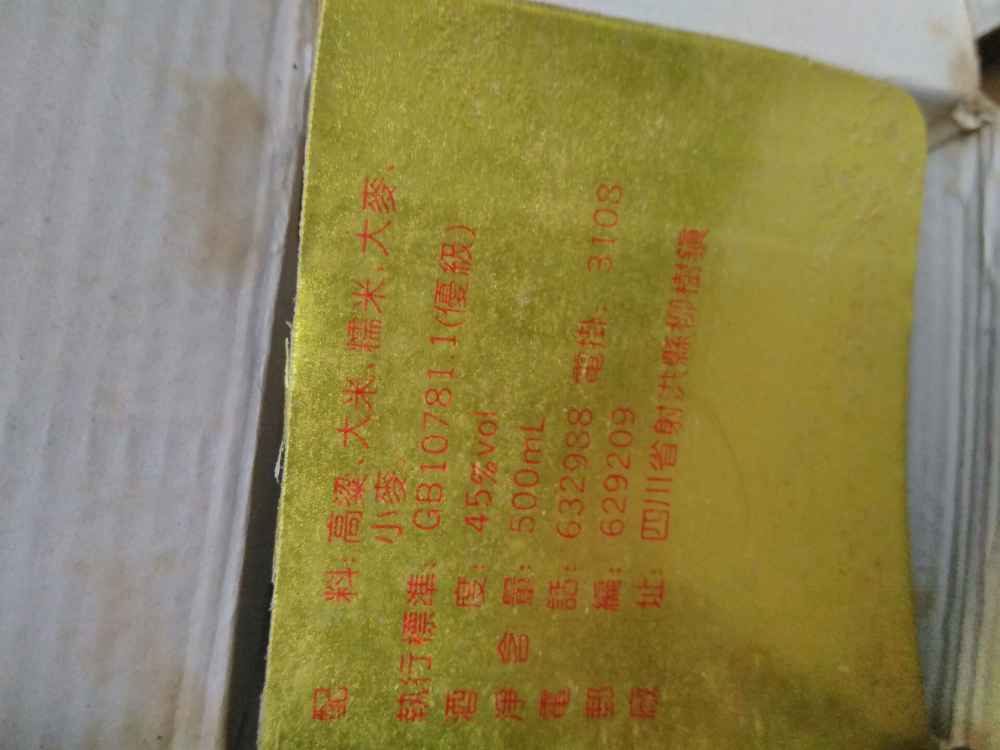 配料:高粱、大米、糯米、大麥、
小麥
執行標準:GB10781.1(優級)
酒度:45%vol
淨含量:500mL
電話:632988 電掛:3108
郵編:629209
廠址:四川省射洪縣柳樹鎮